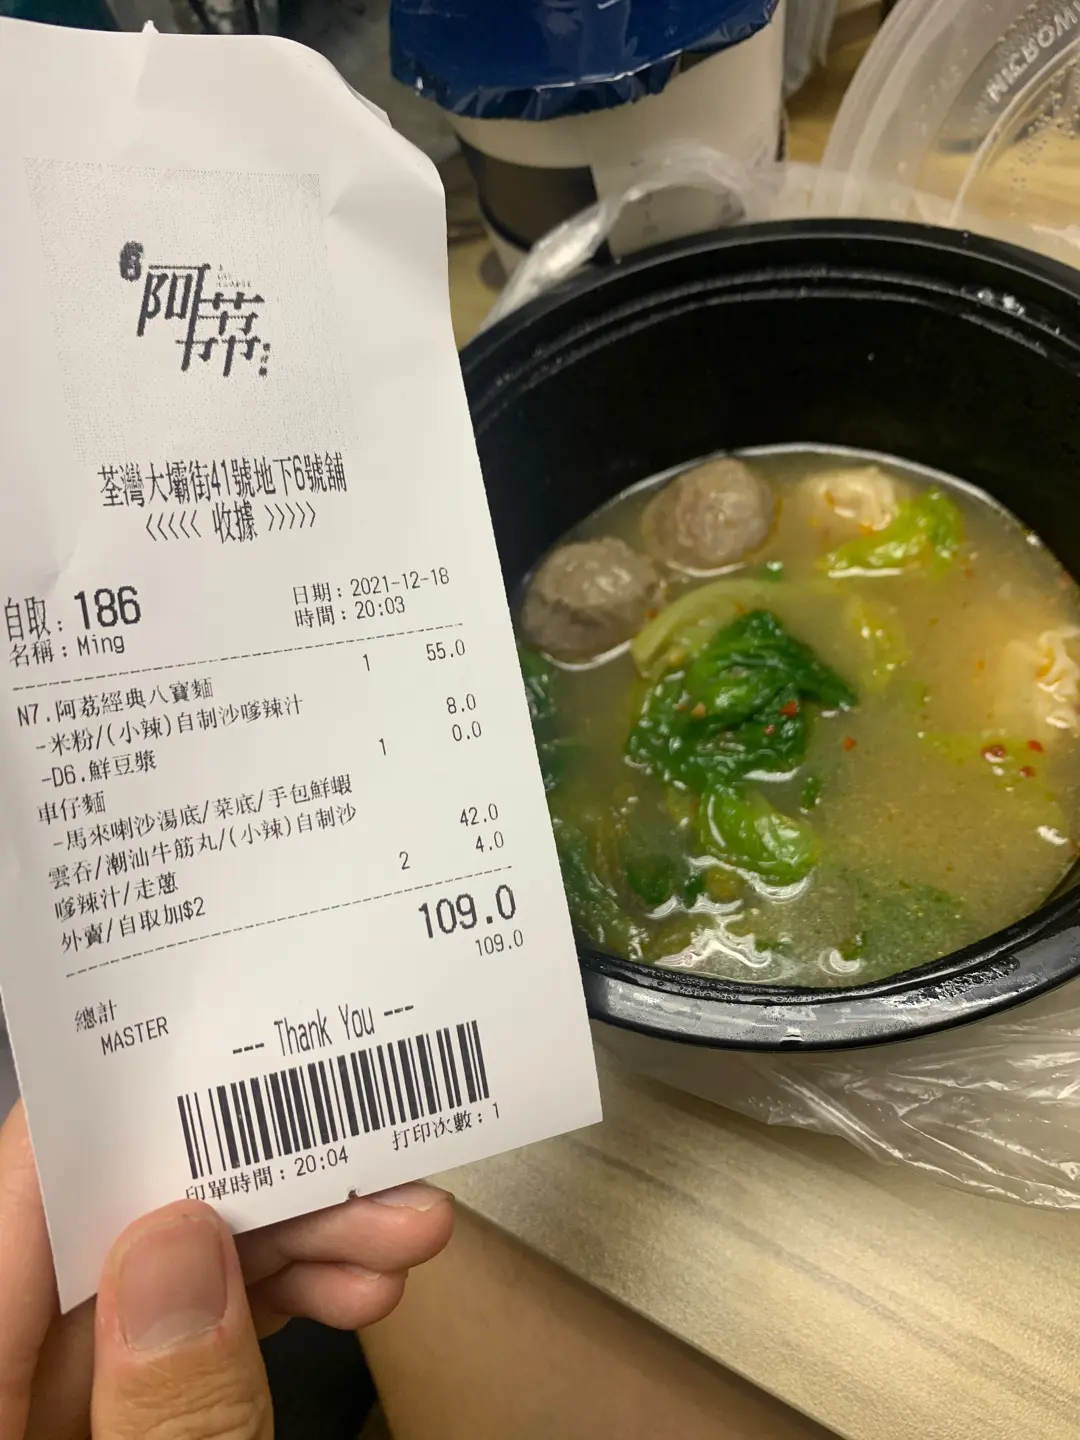 6阿荔
荃灣大壩街41號地下6號舖
<<<<< 收據 >>>>>
自取: 186
日期: 2021-12-18
名稱: Ming
時間: 20:03
N7.阿荔經典八寶麵 1 55.0
-米粉/(小辣)自制沙嗲辣汁
-D6.鮮豆漿 8.0
車仔麵 1 0.0
-馬來喇沙湯底/菜底/手包鮮蝦
雲吞/潮汕牛筋丸/(小辣)自制沙
嗲辣汁/走蔥 42.0
外賣/自取加$2 2 4.0
總計 109.0
MASTER 109.0
--- Thank You ---
印單時間: 20:04
打印次數: 1
MICROW